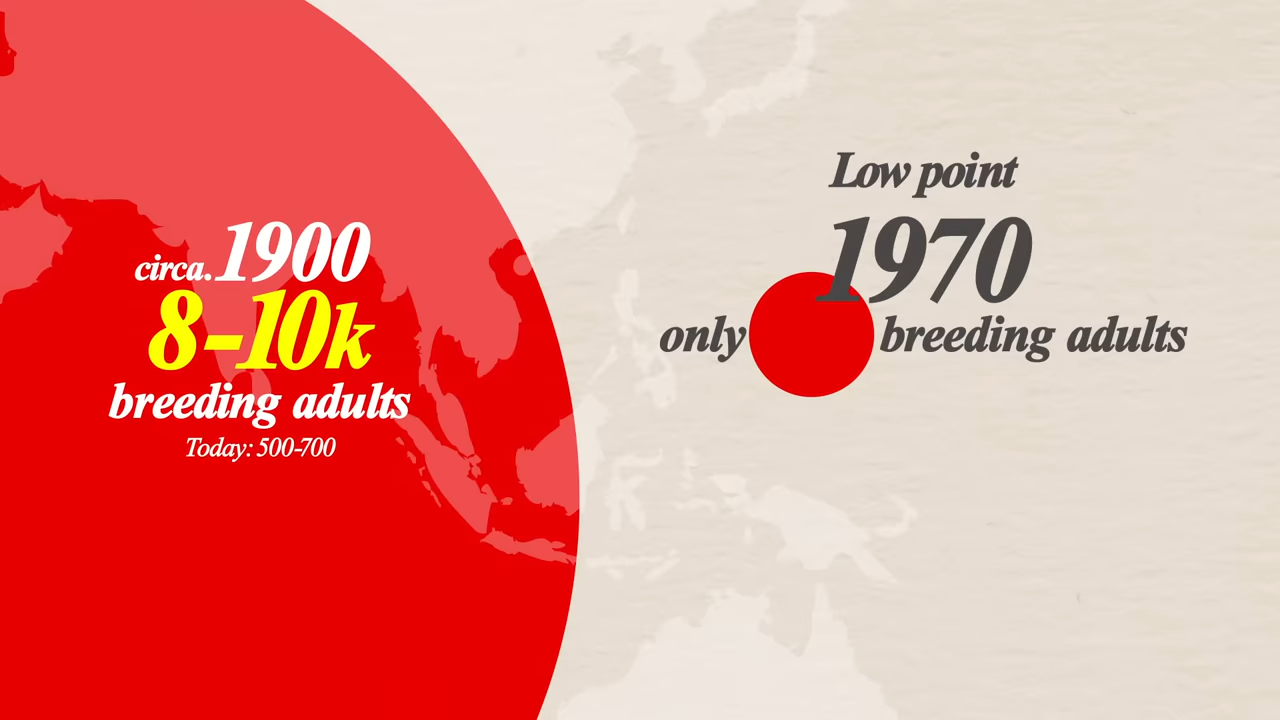 circa.1900
8-10k
breeding adults
Today: 500-700
Low point
1970
only breeding adults